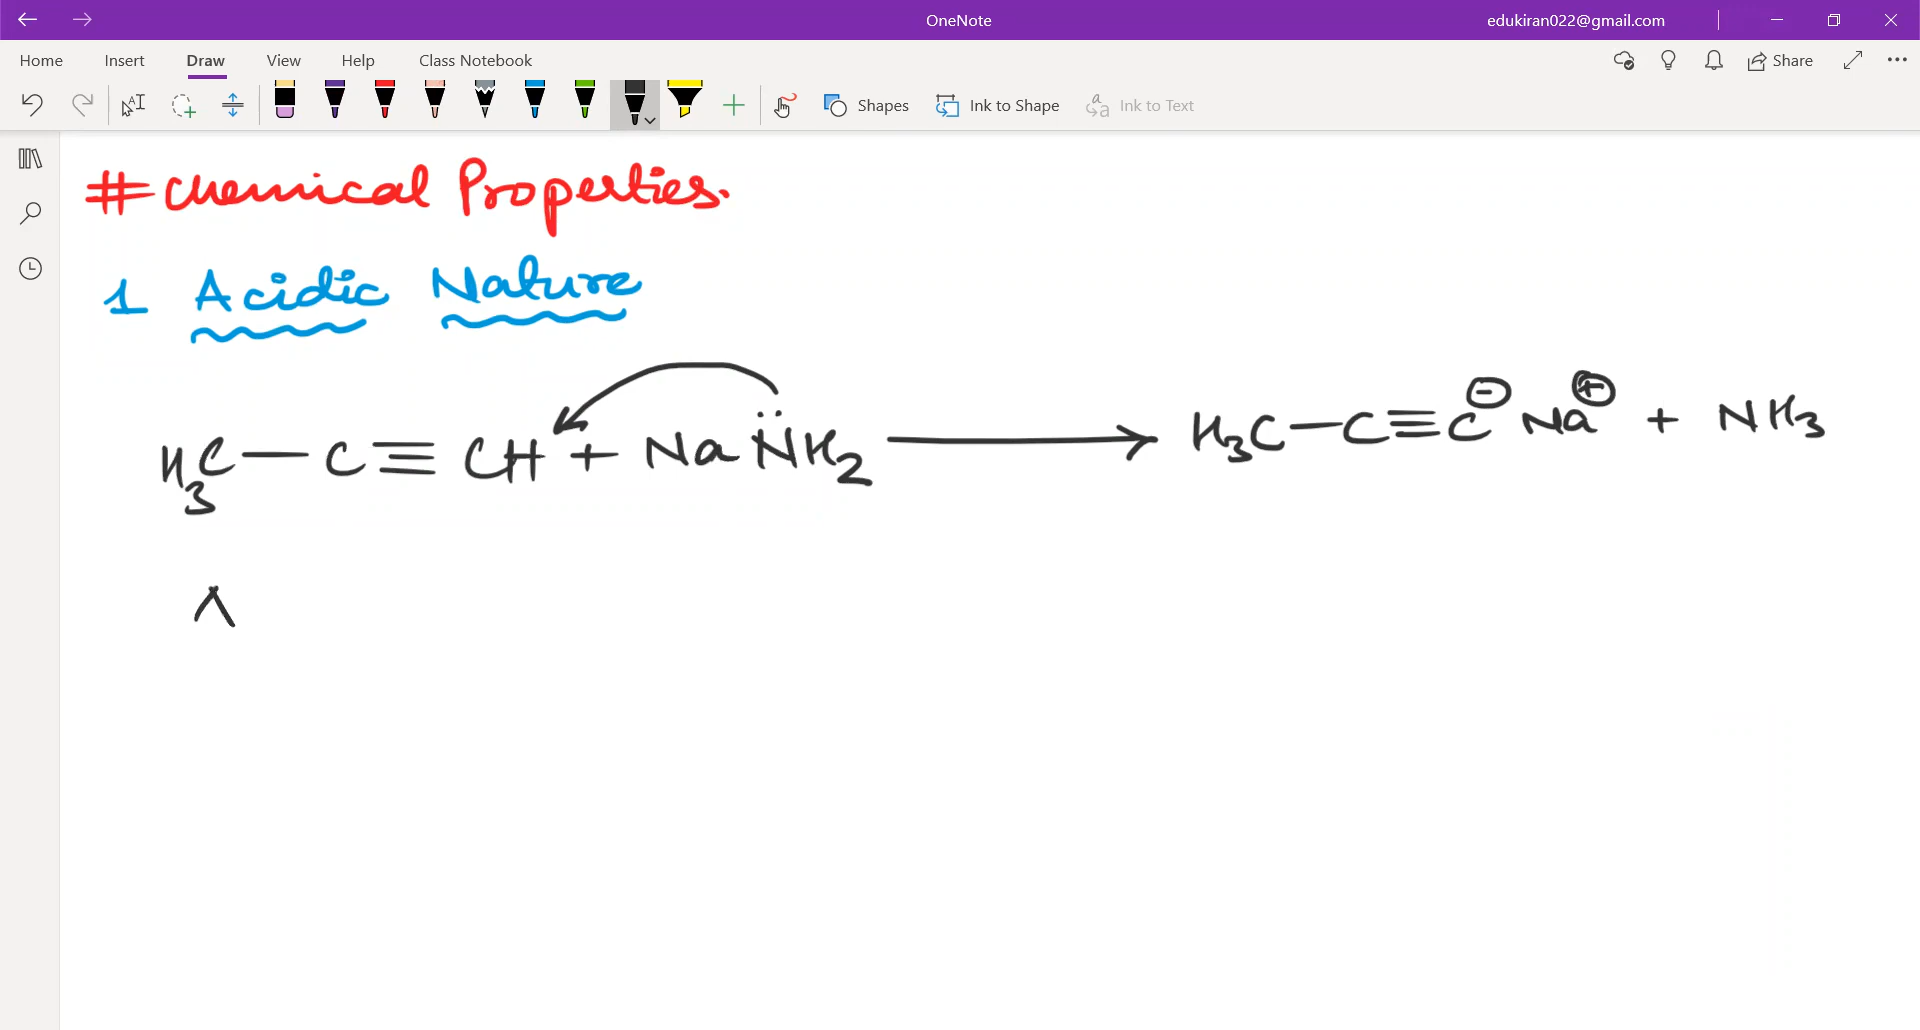 OneNote
edukiran022@gmail.com
Home Insert Draw View Help Class Notebook Share
Shapes Ink to Shape Ink to Text
# Chemical Properties.
1 Acidic Nature
H₃C — C ≡ CH + Na N̈H₂ ⟶ H₃C — C ≡ C⊖ Na⊕ + NH₃